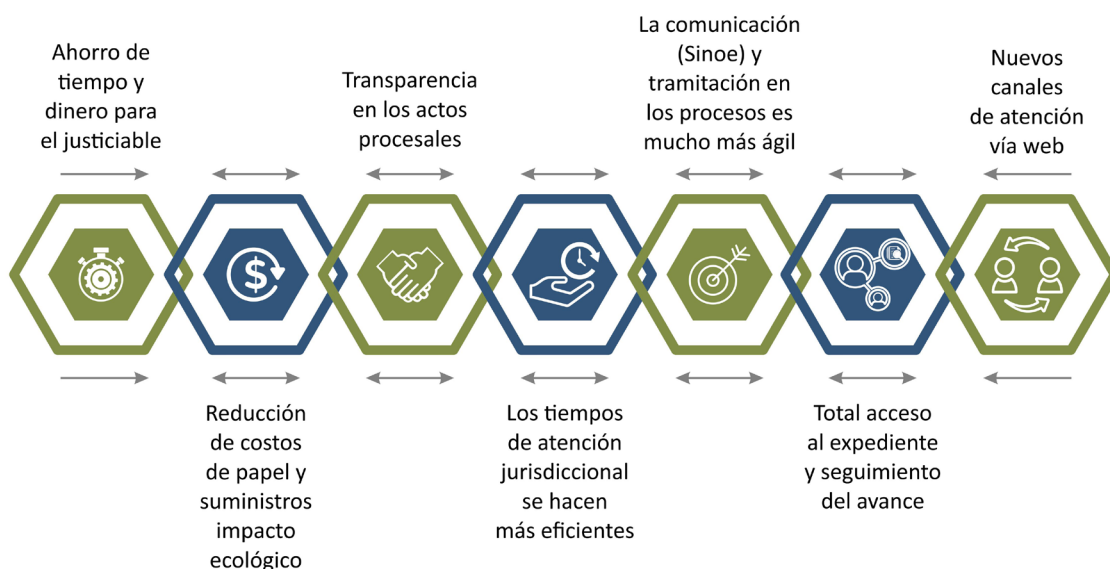 Ahorro de
tiempo y
dinero para
el justiciable
Reducción
de costos
de papel y
suministros
impacto
ecológico
Transparencia
en los actos
procesales
Los tiempos
de atención
jurisdiccional
se hacen
más eficientes
La comunicación
(Sinoe) y
tramitación en
los procesos es
mucho más ágil
Total acceso
al expediente
y seguimiento
del avance
Nuevos
canales
de atención
vía web